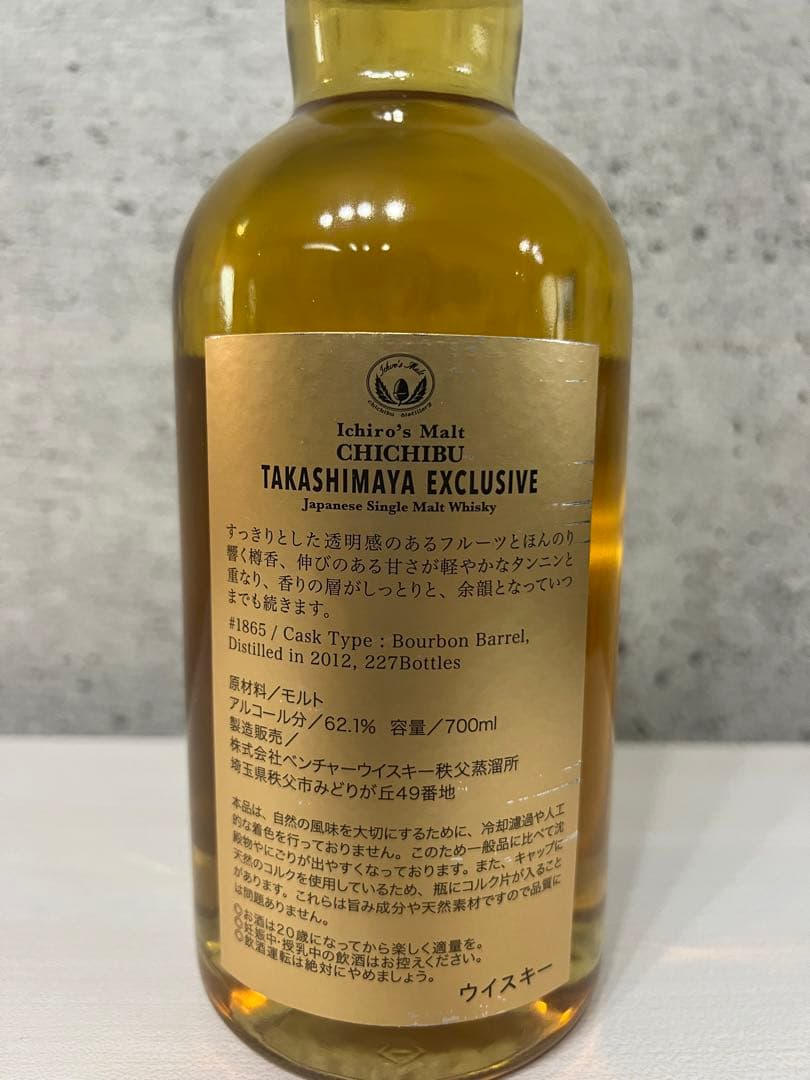 Ichiro's Malt
chichibu distillery
Ichiro's Malt
CHICHIBU
TAKASHIMAYA EXCLUSIVE
Japanese Single Malt Whisky
すっきりとした透明感のあるフルーツとほんのり
響く樽香、伸びのある甘さが軽やかなタンニンと
重なり、香りの層がしっとりと、余韻となっていつ
までも続きます。
#1865 / Cask Type : Bourbon Barrel,
Distilled in 2012, 227Bottles
原材料／モルト
アルコール分／62.1% 容量／700ml
製造販売／
株式会社ベンチャーウイスキー秩父蒸溜所
埼玉県秩父市みどりが丘49番地
本品は、自然の風味を大切にするために、冷却濾過や人工
的な着色を行っておりません。このため一般品に比べて沈
殿物やにごりが出やすくなっております。また、キャップに
天然のコルクを使用しているため、瓶にコルク片が入ること
があります。これらは旨み成分や天然素材ですので品質に
は問題ありません。
◎お酒は20歳になってから楽しく適量を。
◎妊娠中・授乳中の飲酒はお控えください。
◎飲酒運転は絶対にやめましょう。
ウイスキー